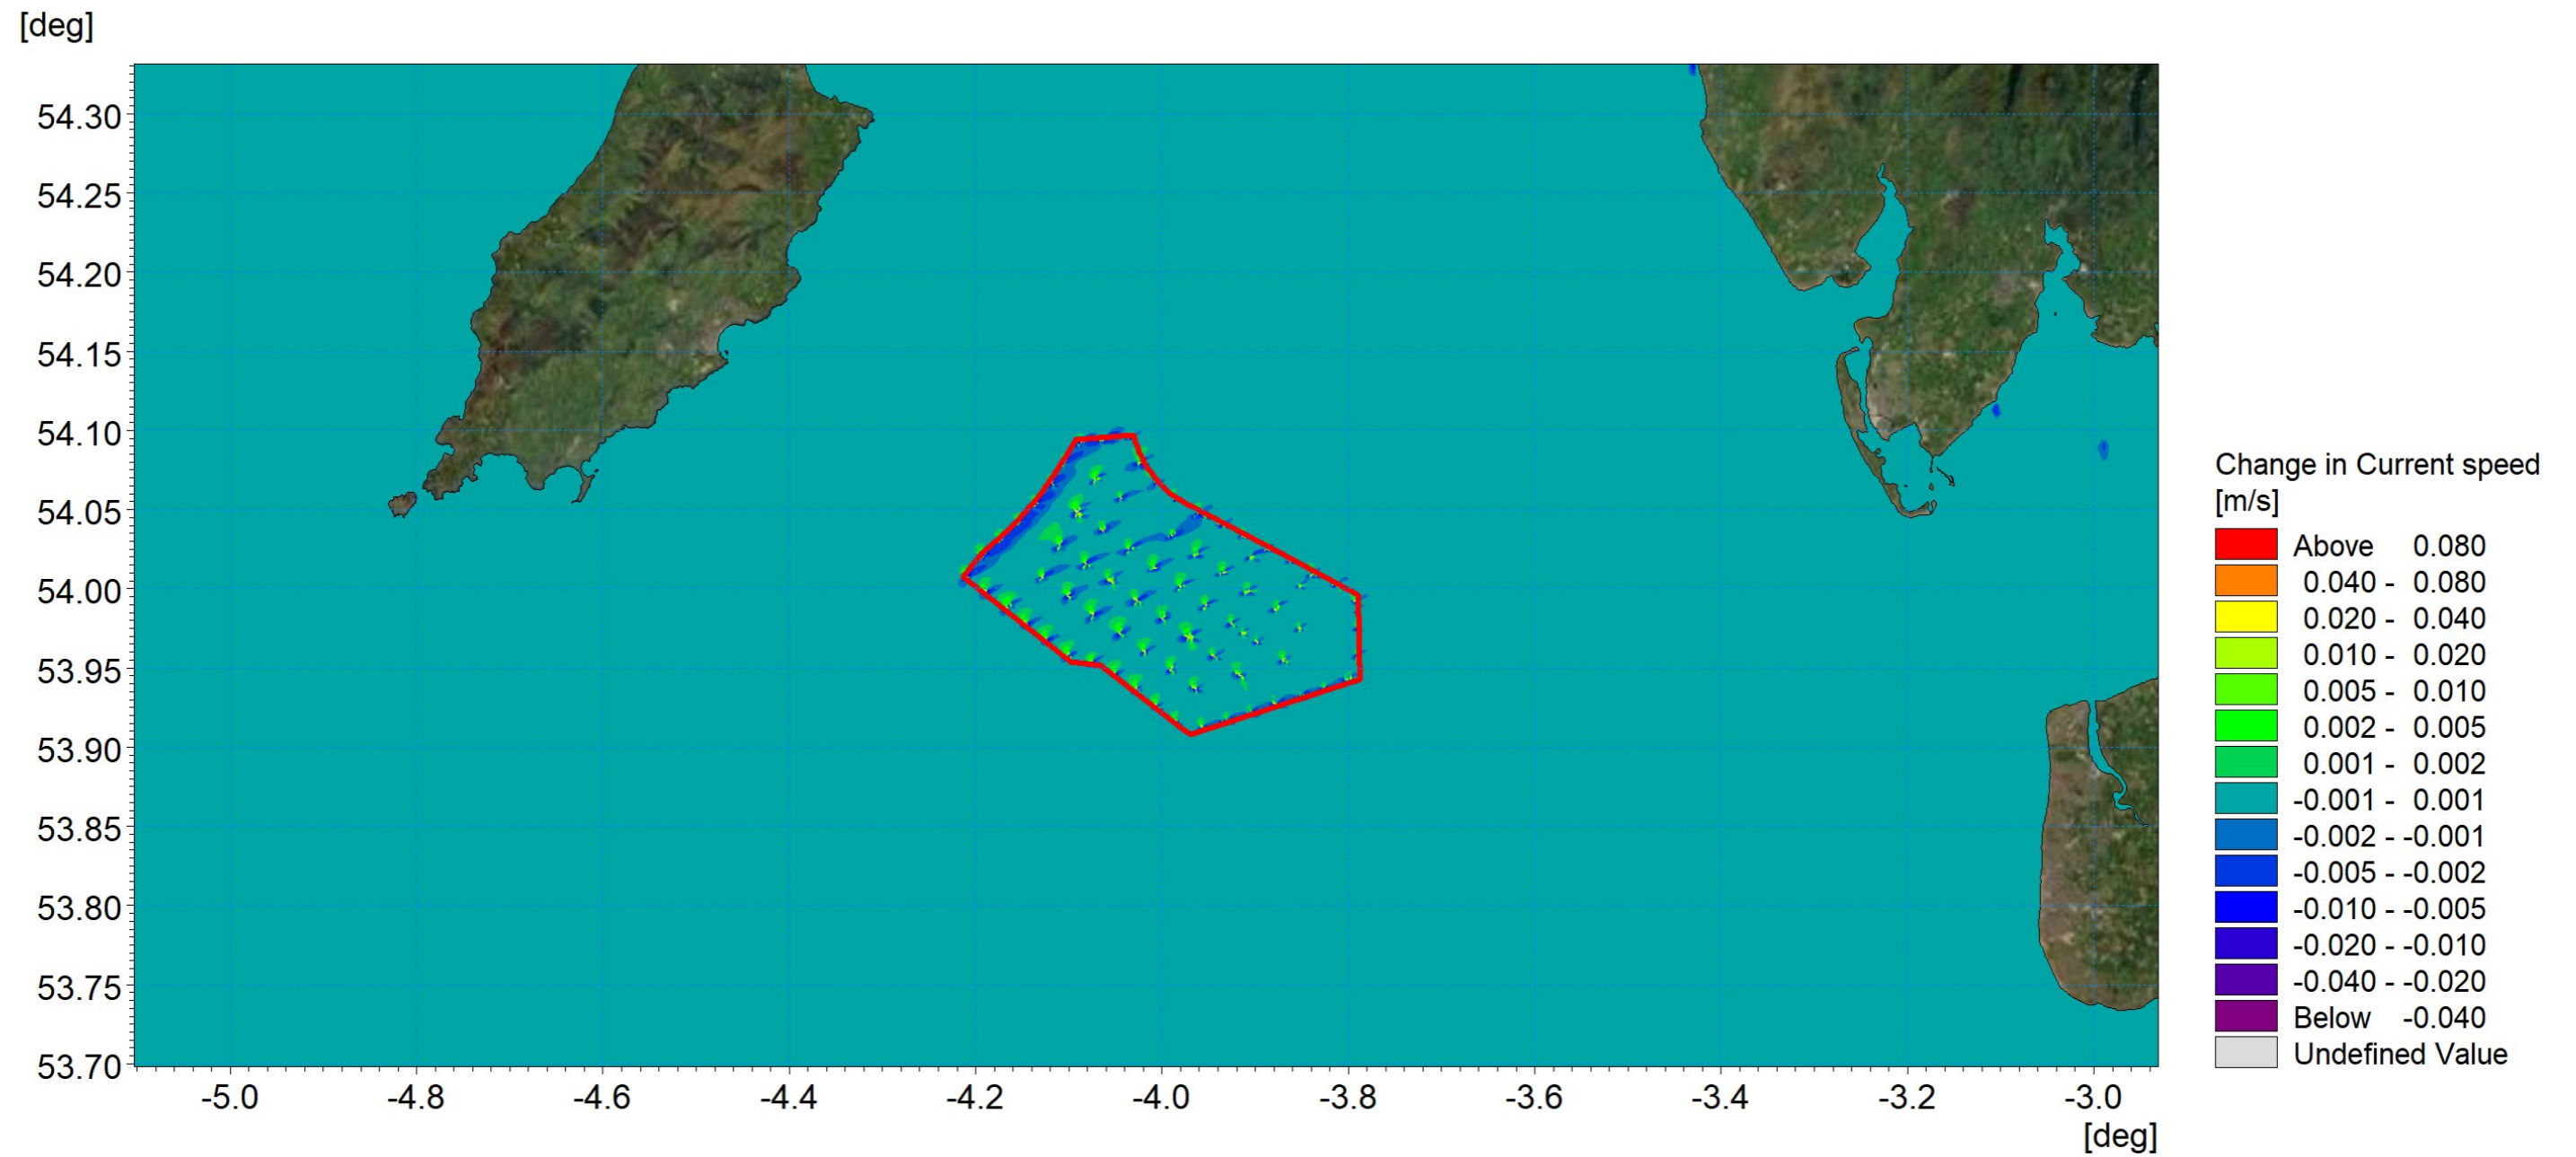 [deg]
54.30
54.25
54.20
54.15
54.10
54.05
54.00
53.95
53.90
53.85
53.80
53.75
53.70
-5.0 -4.8 -4.6 -4.4 -4.2 -4.0 -3.8 -3.6 -3.4 -3.2 -3.0
[deg]
Change in Current speed
[m/s]
Above 0.080
0.040 - 0.080
0.020 - 0.040
0.010 - 0.020
0.005 - 0.010
0.002 - 0.005
0.001 - 0.002
-0.001 - 0.001
-0.002 - -0.001
-0.005 - -0.002
-0.010 - -0.005
-0.020 - -0.010
-0.040 - -0.020
Below -0.040
Undefined Value